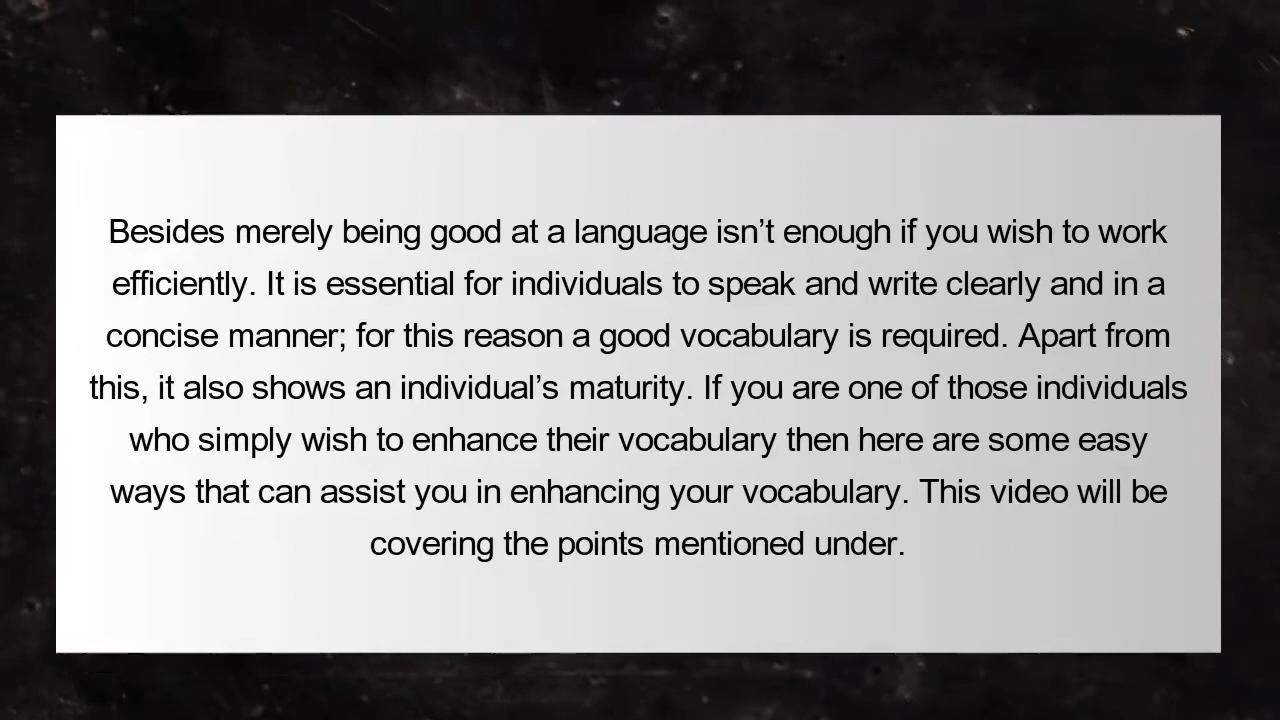 Besides merely being good at a language isn’t enough if you wish to work
efficiently. It is essential for individuals to speak and write clearly and in a
concise manner; for this reason a good vocabulary is required. Apart from
this, it also shows an individual’s maturity. If you are one of those individuals
who simply wish to enhance their vocabulary then here are some easy
ways that can assist you in enhancing your vocabulary. This video will be
covering the points mentioned under.